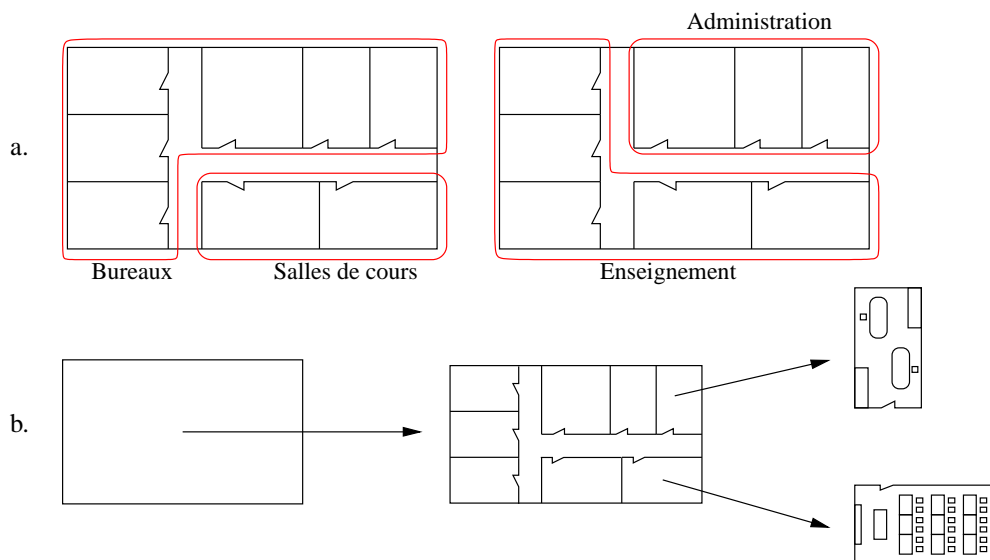 Administration
a.
Bureaux
Salles de cours
Enseignement
b.